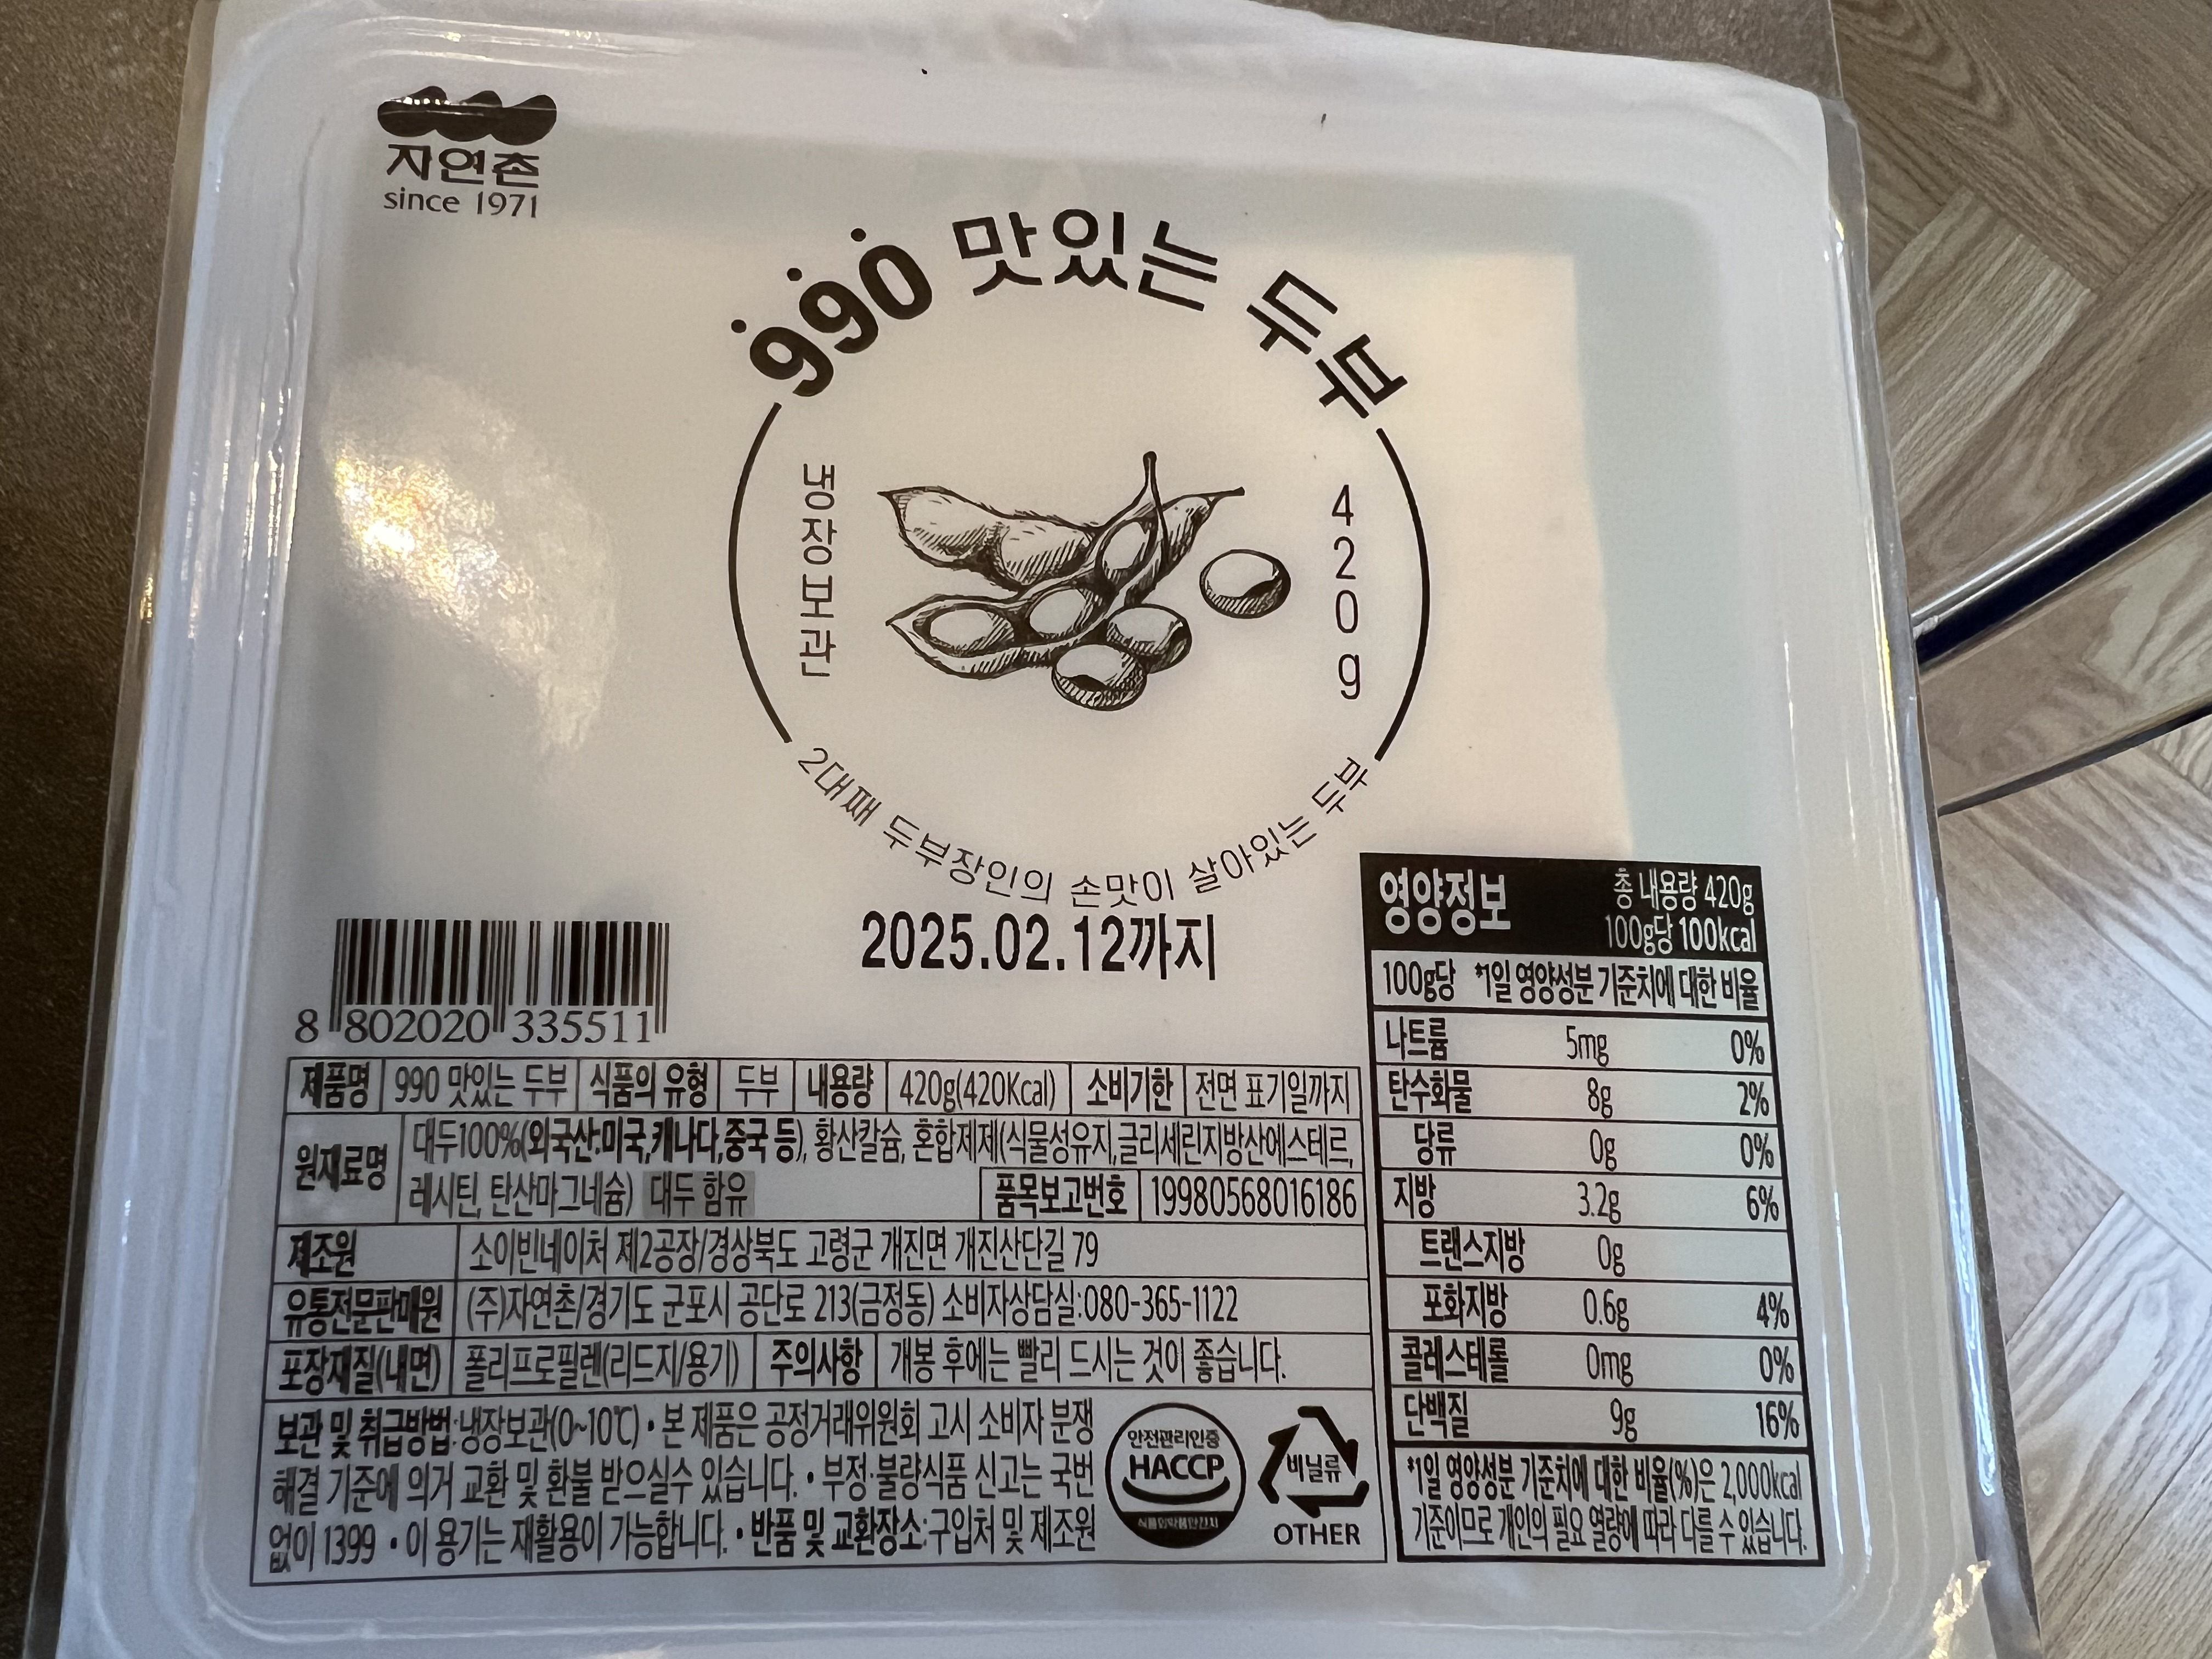 자연촌
since 1971
990 맛있는 두부
냉장보관
420g
2대째 두부장인의 손맛이 살아있는 두부
2025.02.12까지
8 802020 335511
제품명 990 맛있는 두부 식품의 유형 두부 내용량 420g(420Kcal) 소비기한 전면 표기일까지
원재료명 대두100%(외국산:미국,캐나다,중국 등), 황산칼슘, 혼합제제(식물성유지,글리세린지방산에스테르,
레시틴, 탄산마그네슘) 대두 함유 품목보고번호 19980568016186
제조원 소이빈네이처 제2공장/경상북도 고령군 개진면 개진산단길 79
유통전문판매원 (주)자연촌/경기도 군포시 공단로 213(금정동) 소비자상담실:080-365-1122
포장재질(내면) 폴리프로필렌(리드지/용기) 주의사항 개봉 후에는 빨리 드시는 것이 좋습니다.
보관 및 취급방법:냉장보관(0~10℃) • 본 제품은 공정거래위원회 고시 소비자 분쟁
해결 기준에 의거 교환 및 환불 받으실수 있습니다. • 부정·불량식품 신고는 국번
없이 1399 • 이 용기는 재활용이 가능합니다. • 반품 및 교환장소:구입처 및 제조원
안전관리인증
HACCP
식품의약품안전처
비닐류
OTHER
영양정보 총 내용량 420g
100g당 100kcal
100g당 *1일 영양성분 기준치에 대한 비율
나트륨 5mg 0%
탄수화물 8g 2%
당류 0g 0%
지방 3.2g 6%
트랜스지방 0g
포화지방 0.6g 4%
콜레스테롤 0mg 0%
단백질 9g 16%
*1일 영양성분 기준치에 대한 비율(%)은 2,000kcal
기준이므로 개인의 필요 열량에 따라 다를 수 있습니다.